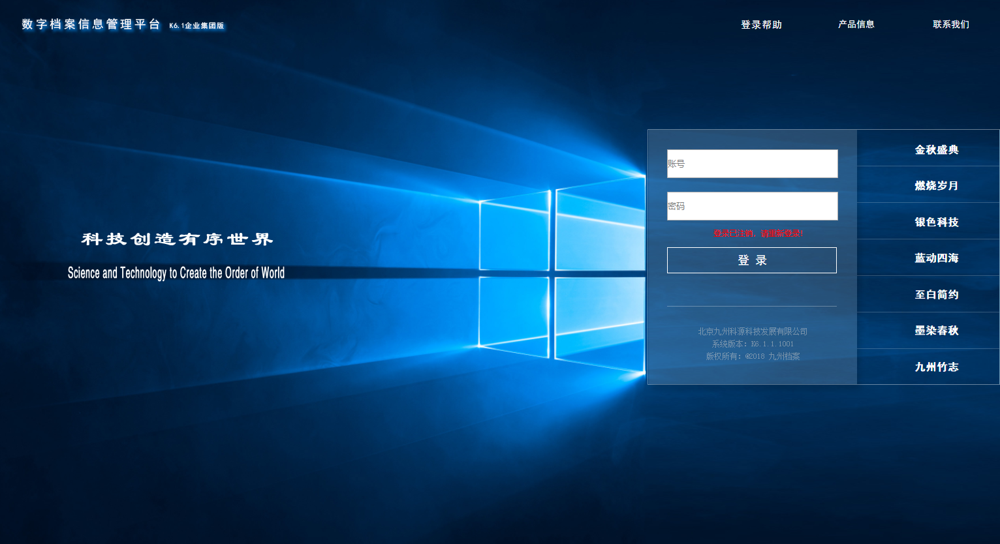 数字档案信息管理平台 K6.1企业集团版
登录帮助
产品信息
联系我们
科技创造有序世界
Science and Technology to Create the Order of World
账号
密码
登录已注销，请重新登录!
登 录
北京九州科源科技发展有限公司
系统版本: K6.1.1.1001
版权所有: @2018 九州档案
金秋盛典
燃烧岁月
银色科技
蓝动四海
至白简约
墨染春秋
九州竹志